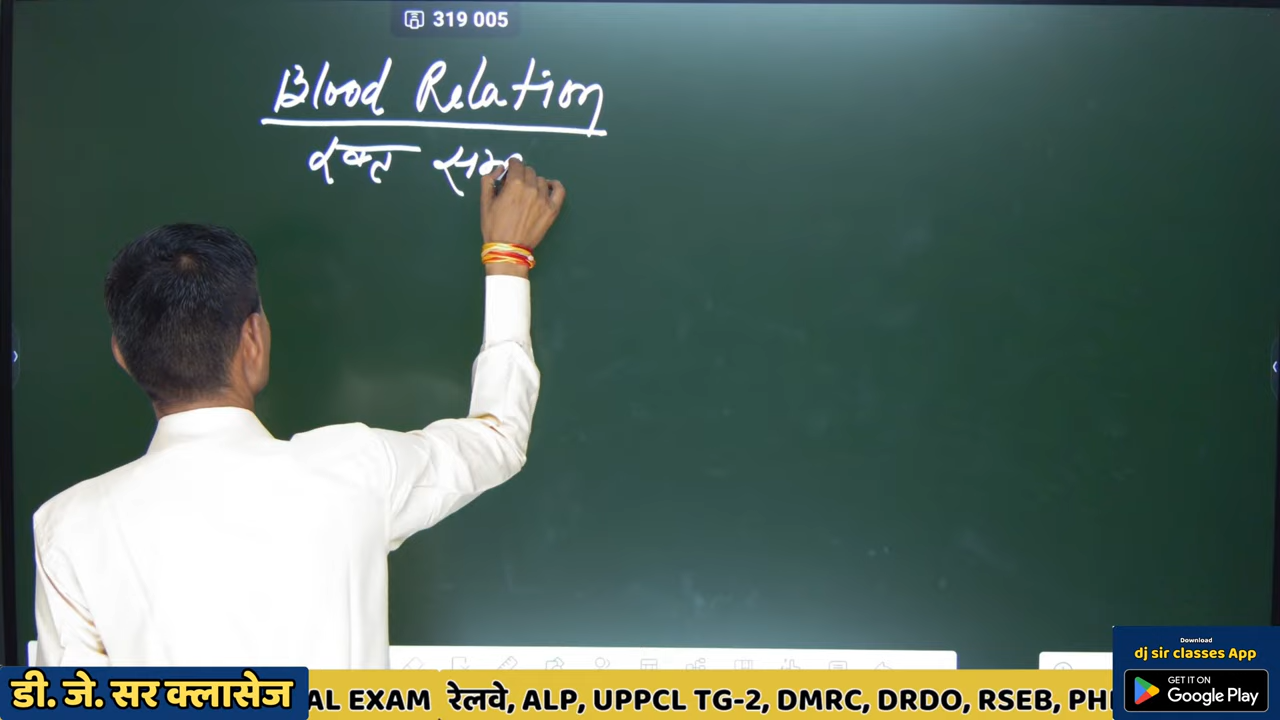 319 005
Blood Relation
रक्त
डी. जे. सर क्लासेज
AL EXAM रेलवे, ALP, UPPCL TG-2, DMRC, DRDO, RSEB, PH
Download
dj sir classes App
GET IT ON
Google Play